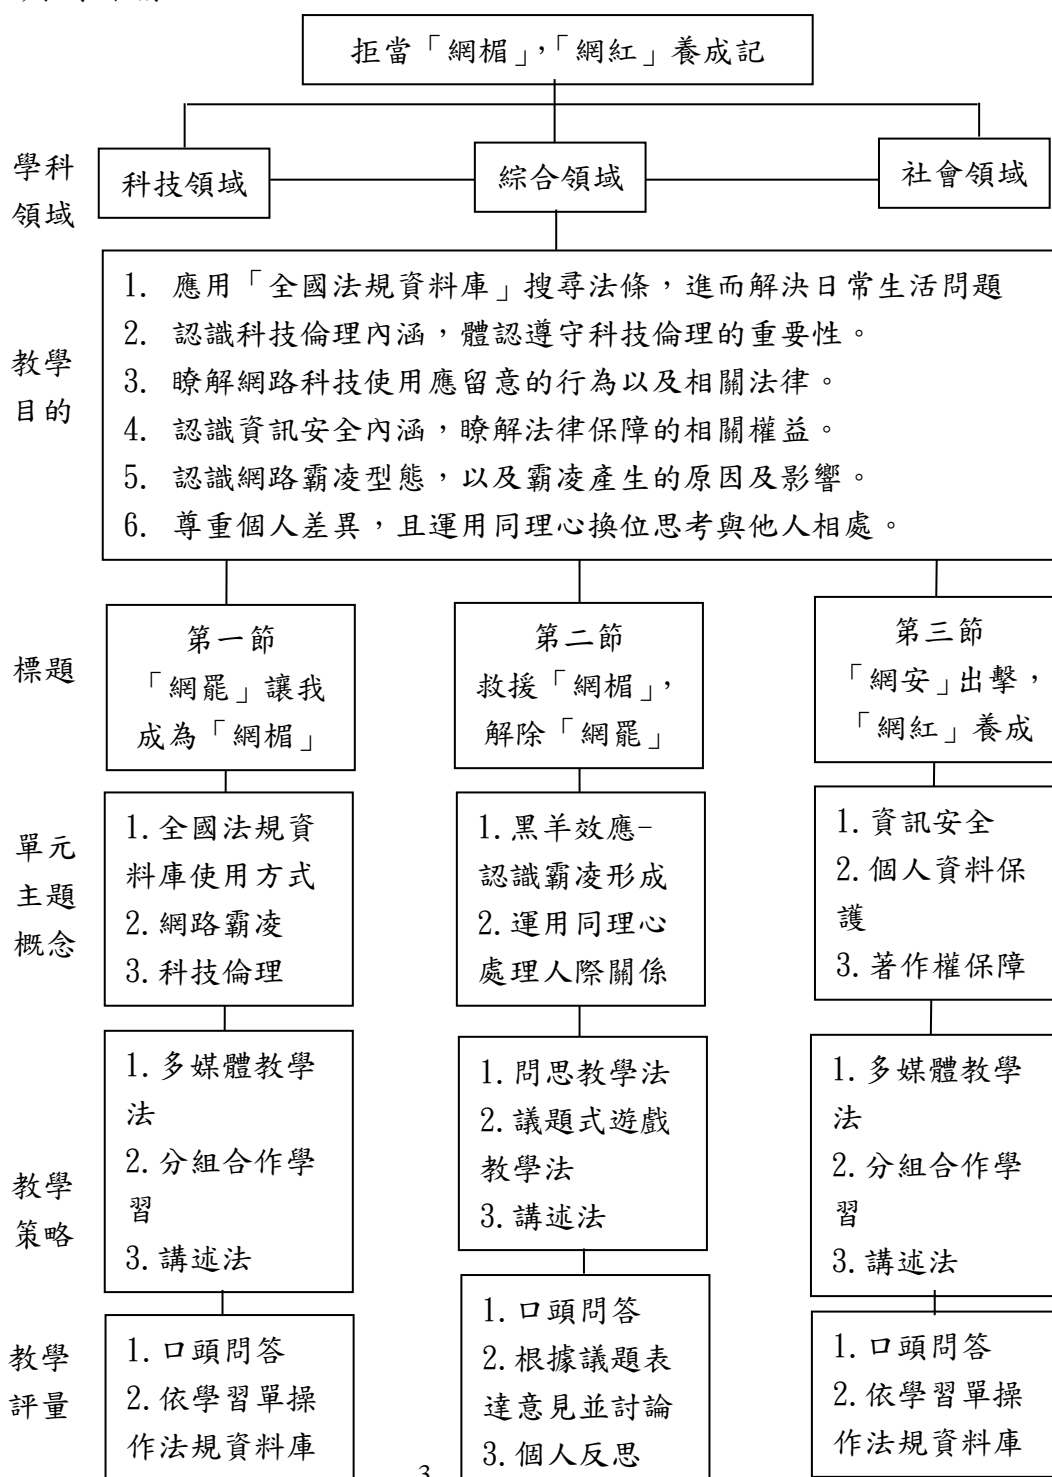 拒當「網楣」，「網紅」養成記
學科
領域
科技領域
綜合領域
社會領域
教學
目的
1. 應用「全國法規資料庫」搜尋法條，進而解決日常生活問題
2. 認識科技倫理內涵，體認遵守科技倫理的重要性。
3. 瞭解網路科技使用應留意的行為以及相關法律。
4. 認識資訊安全內涵，瞭解法律保障的相關權益。
5. 認識網路霸凌型態，以及霸凌產生的原因及影響。
6. 尊重個人差異，且運用同理心換位思考與他人相處。
標題
第一節
「網罷」讓我
成為「網楣」
第二節
救援「網楣」，
解除「網罷」
第三節
「網安」出擊，
「網紅」養成
單元
主題
概念
1.全國法規資
料庫使用方式
2.網路霸凌
3.科技倫理
1.黑羊效應-
認識霸凌形成
2.運用同理心
處理人際關係
1.資訊安全
2.個人資料保
護
3.著作權保障
教學
策略
1.多媒體教學
法
2.分組合作學
習
3.講述法
1.問思教學法
2.議題式遊戲
教學法
3.講述法
1.多媒體教學
法
2.分組合作學
習
3.講述法
教學
評量
1.口頭問答
2.依學習單操
作法規資料庫
1.口頭問答
2.根據議題表
達意見並討論
3.個人反思
1.口頭問答
2.依學習單操
作法規資料庫
3